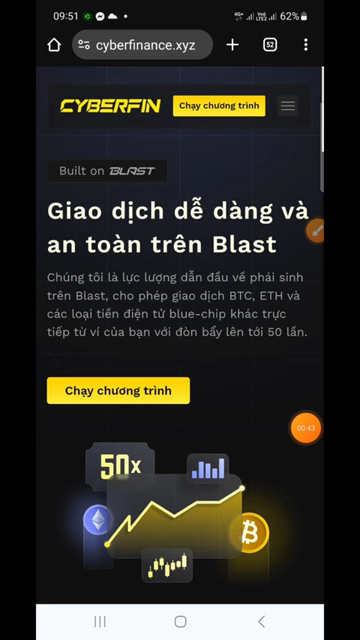 09:51
4G+
62%
cyberfinance.xyz
52
CYBERFIN
Chạy chương trình
Built on BLAST
Giao dịch dễ dàng và
an toàn trên Blast
Chúng tôi là lực lượng dẫn đầu về phái sinh
trên Blast, cho phép giao dịch BTC, ETH và
các loại tiền điện tử blue-chip khác trực
tiếp từ ví của bạn với đòn bẩy lên tới 50 lần.
Chạy chương trình
00:43
50x